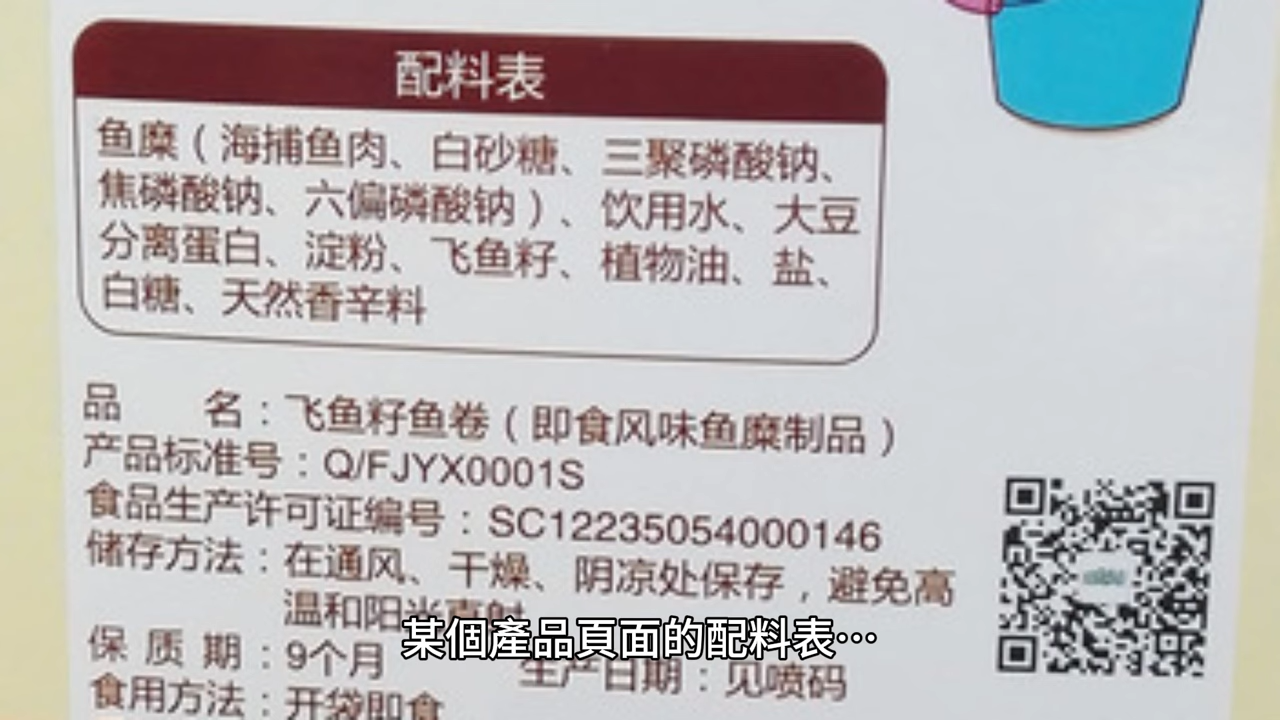 配料表
鱼糜（海捕鱼肉、白砂糖、三聚磷酸钠、
焦磷酸钠、六偏磷酸钠）、饮用水、大豆
分离蛋白、淀粉、飞鱼籽、植物油、盐、
白糖、天然香辛料
品 名：飞鱼籽鱼卷（即食风味鱼糜制品）
产品标准号：Q/FJYX0001S
食品生产许可证编号：SC12235054000146
储存方法：在通风、干燥、阴凉处保存，避免高
温和阳光直射
某個產品頁面的配料表…
保质期：9个月 生产日期：见喷码
食用方法：开袋即食